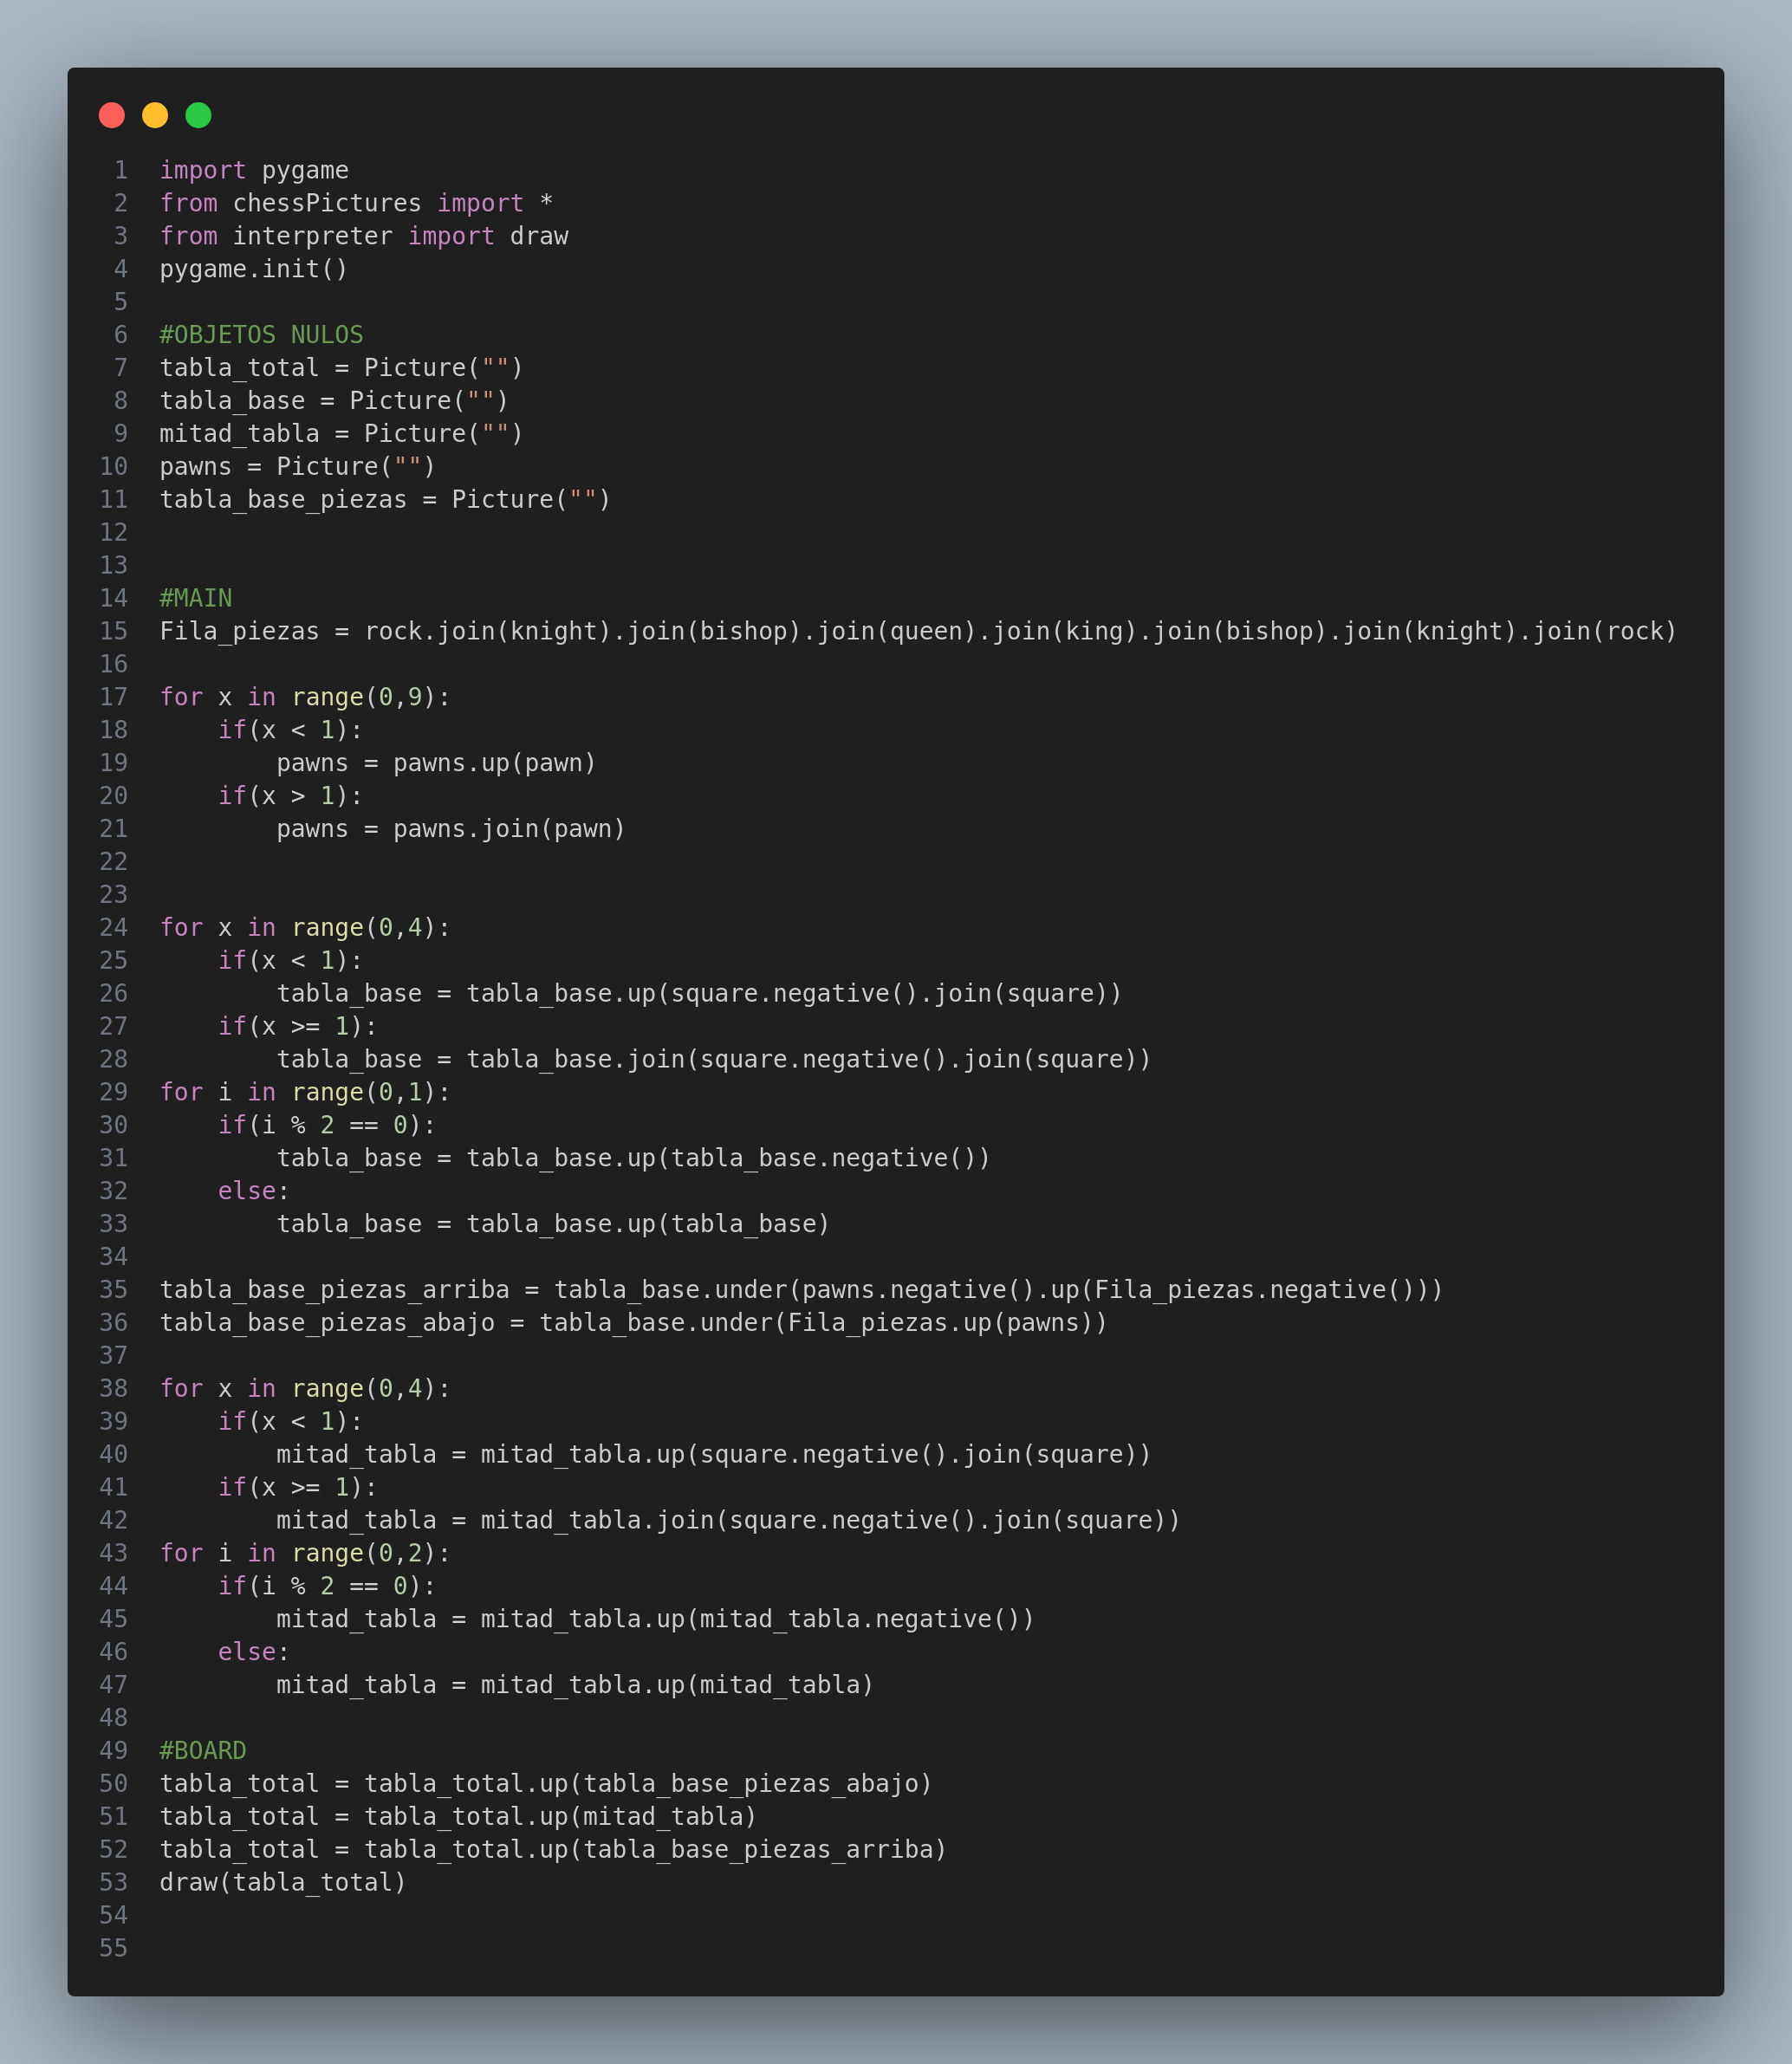 1 import pygame
2 from chessPictures import *
3 from interpreter import draw
4 pygame.init()
5
6 #OBJETOS NULOS
7 tabla_total = Picture("")
8 tabla_base = Picture("")
9 mitad_tabla = Picture("")
10 pawns = Picture("")
11 tabla_base_piezas = Picture("")
12
13
14 #MAIN
15 Fila_piezas = rock.join(knight).join(bishop).join(queen).join(king).join(bishop).join(knight).join(rock)
16
17 for x in range(0,9):
18     if(x < 1):
19         pawns = pawns.up(pawn)
20     if(x > 1):
21         pawns = pawns.join(pawn)
22
23
24 for x in range(0,4):
25     if(x < 1):
26         tabla_base = tabla_base.up(square.negative().join(square))
27     if(x >= 1):
28         tabla_base = tabla_base.join(square.negative().join(square))
29 for i in range(0,1):
30     if(i % 2 == 0):
31         tabla_base = tabla_base.up(tabla_base.negative())
32     else:
33         tabla_base = tabla_base.up(tabla_base)
34
35 tabla_base_piezas_arriba = tabla_base.under(pawns.negative().up(Fila_piezas.negative()))
36 tabla_base_piezas_abajo = tabla_base.under(Fila_piezas.up(pawns))
37
38 for x in range(0,4):
39     if(x < 1):
40         mitad_tabla = mitad_tabla.up(square.negative().join(square))
41     if(x >= 1):
42         mitad_tabla = mitad_tabla.join(square.negative().join(square))
43 for i in range(0,2):
44     if(i % 2 == 0):
45         mitad_tabla = mitad_tabla.up(mitad_tabla.negative())
46     else:
47         mitad_tabla = mitad_tabla.up(mitad_tabla)
48
49 #BOARD
50 tabla_total = tabla_total.up(tabla_base_piezas_abajo)
51 tabla_total = tabla_total.up(mitad_tabla)
52 tabla_total = tabla_total.up(tabla_base_piezas_arriba)
53 draw(tabla_total)
54
55